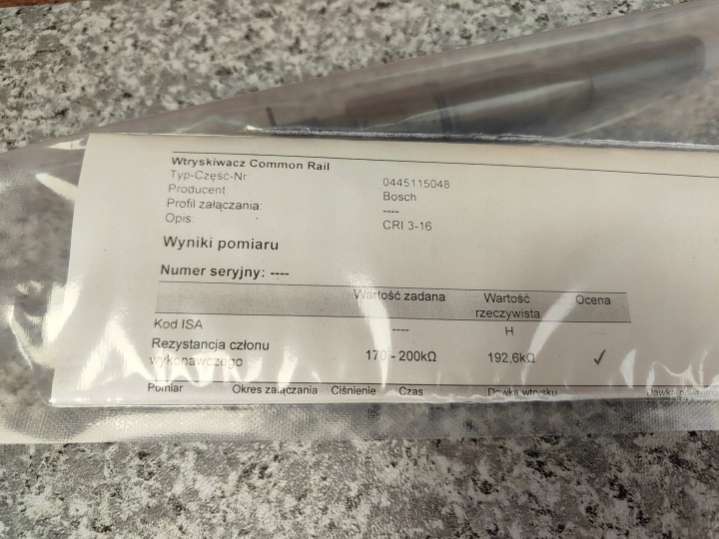 Wtryskiwacz Common Rail
Typ-Część-Nr 0445115048
Producent Bosch
Profil załączania: ----
Opis: CRI 3-16
Wyniki pomiaru
Numer seryjny: ----
Wartość zadana Wartość rzeczywista Ocena
Kod ISA ---- H
Rezystancja członu wykonawczego 170 - 200kΩ 192,6kΩ ✓
Pomiar Okres załączania Ciśnienie Czas Dawka wtrysku